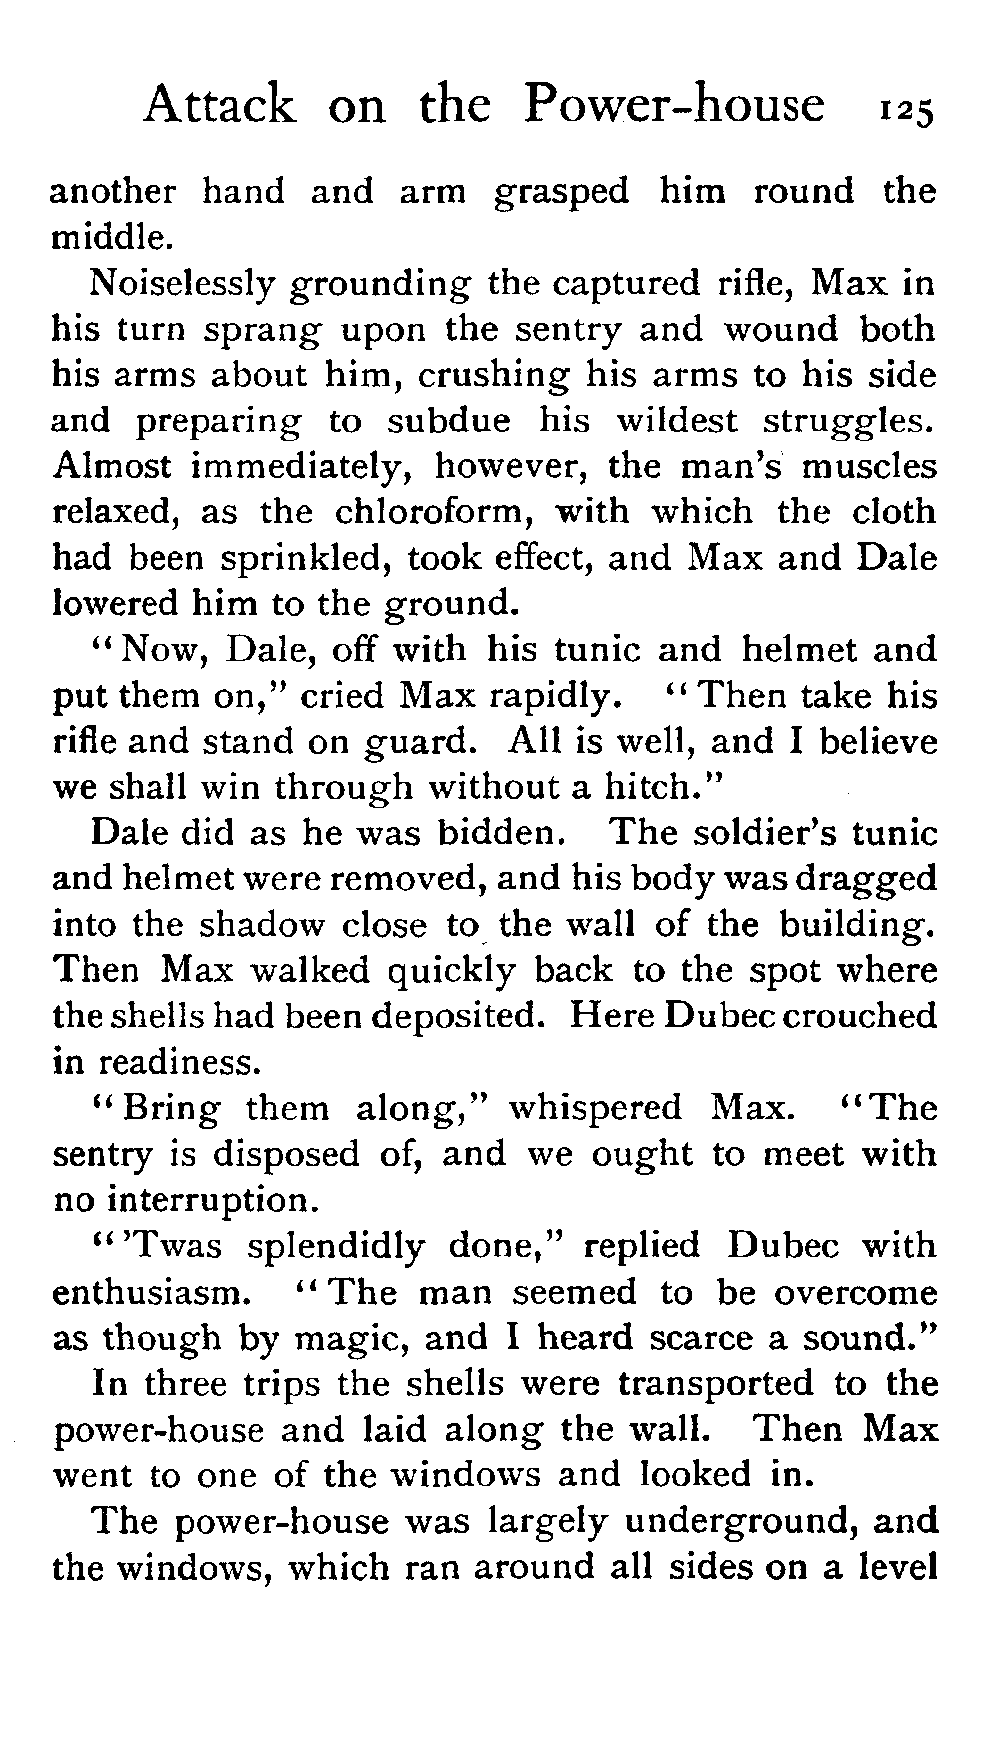 Attack on the Power-house 125
another hand and arm grasped him round the
middle.
Noiselessly grounding the captured rifle, Max in
his turn sprang upon the sentry and wound both
his arms about him, crushing his arms to his side
and preparing to subdue his wildest struggles.
Almost immediately, however, the man's muscles
relaxed, as the chloroform, with which the cloth
had been sprinkled, took effect, and Max and Dale
lowered him to the ground.
"Now, Dale, off with his tunic and helmet and
put them on," cried Max rapidly. "Then take his
rifle and stand on guard. All is well, and I believe
we shall win through without a hitch."
Dale did as he was bidden. The soldier's tunic
and helmet were removed, and his body was dragged
into the shadow close to the wall of the building.
Then Max walked quickly back to the spot where
the shells had been deposited. Here Dubec crouched
in readiness.
"Bring them along," whispered Max. "The
sentry is disposed of, and we ought to meet with
no interruption.
"'Twas splendidly done," replied Dubec with
enthusiasm. "The man seemed to be overcome
as though by magic, and I heard scarce a sound."
In three trips the shells were transported to the
power-house and laid along the wall. Then Max
went to one of the windows and looked in.
The power-house was largely underground, and
the windows, which ran around all sides on a level